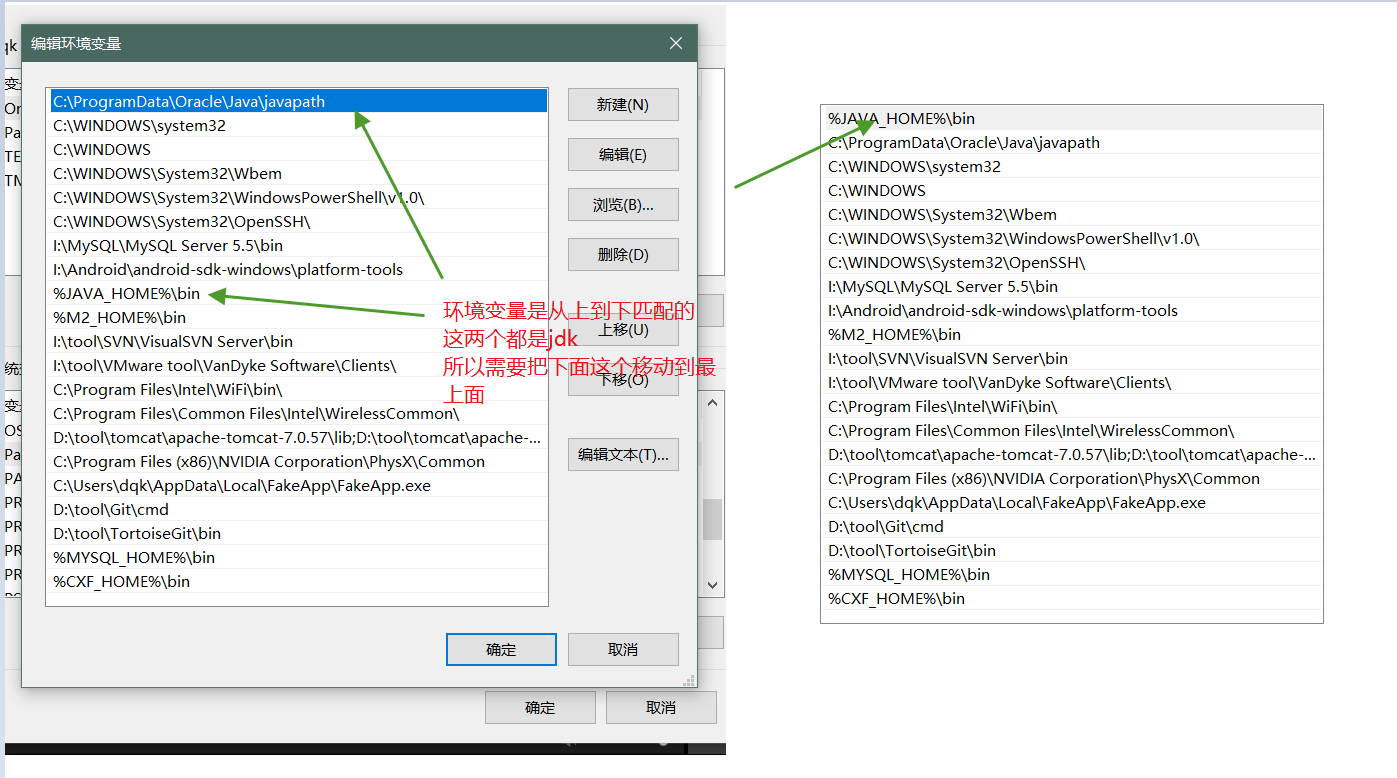 qk
编辑环境变量
变
Or
Pa
TE
TM
C:\ProgramData\Oracle\Java\javapath
C:\WINDOWS\system32
C:\WINDOWS
C:\WINDOWS\System32\Wbem
C:\WINDOWS\System32\WindowsPowerShell\v1.0\
C:\WINDOWS\System32\OpenSSH\
I:\MySQL\MySQL Server 5.5\bin
I:\Android\android-sdk-windows\platform-tools
%JAVA_HOME%\bin
%M2_HOME%\bin
I:\tool\SVN\VisualSVN Server\bin
I:\tool\VMware tool\VanDyke Software\Clients\
C:\Program Files\Intel\WiFi\bin\
C:\Program Files\Common Files\Intel\WirelessCommon\
D:\tool\tomcat\apache-tomcat-7.0.57\lib;D:\tool\tomcat\apache-...
C:\Program Files (x86)\NVIDIA Corporation\PhysX\Common
C:\Users\dqk\AppData\Local\FakeApp\FakeApp.exe
D:\tool\Git\cmd
D:\tool\TortoiseGit\bin
%MYSQL_HOME%\bin
%CXF_HOME%\bin
新建(N)
编辑(E)
浏览(B)...
删除(D)
上移(U)
下移(O)
编辑文本(T)...
环境变量是从上到下匹配的
这两个都是jdk
所以需要把下面这个移动到最
上面
统
变
OS
Pa
PA
PR
PR
PR
PR
确定
取消
确定
取消
%JAVA_HOME%\bin
C:\ProgramData\Oracle\Java\javapath
C:\WINDOWS\system32
C:\WINDOWS
C:\WINDOWS\System32\Wbem
C:\WINDOWS\System32\WindowsPowerShell\v1.0\
C:\WINDOWS\System32\OpenSSH\
I:\MySQL\MySQL Server 5.5\bin
I:\Android\android-sdk-windows\platform-tools
%M2_HOME%\bin
I:\tool\SVN\VisualSVN Server\bin
I:\tool\VMware tool\VanDyke Software\Clients\
C:\Program Files\Intel\WiFi\bin\
C:\Program Files\Common Files\Intel\WirelessCommon\
D:\tool\tomcat\apache-tomcat-7.0.57\lib;D:\tool\tomcat\apache-...
C:\Program Files (x86)\NVIDIA Corporation\PhysX\Common
C:\Users\dqk\AppData\Local\FakeApp\FakeApp.exe
D:\tool\Git\cmd
D:\tool\TortoiseGit\bin
%MYSQL_HOME%\bin
%CXF_HOME%\bin